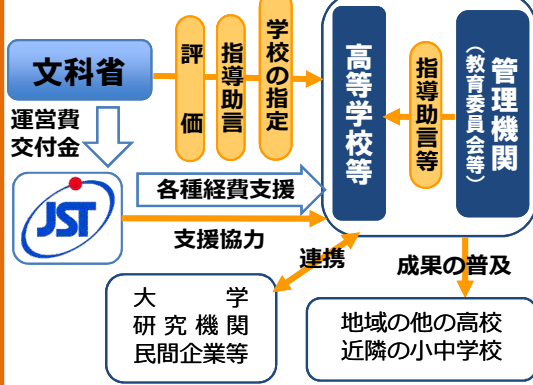 文科省
評価
指導助言
学校の指定
高等学校等
指導助言等
管理機関
（教育委員会等）
運営費
交付金
JST
各種経費支援
支援協力
連携
成果の普及
大学
研究機関
民間企業等
地域の他の高校
近隣の小中学校